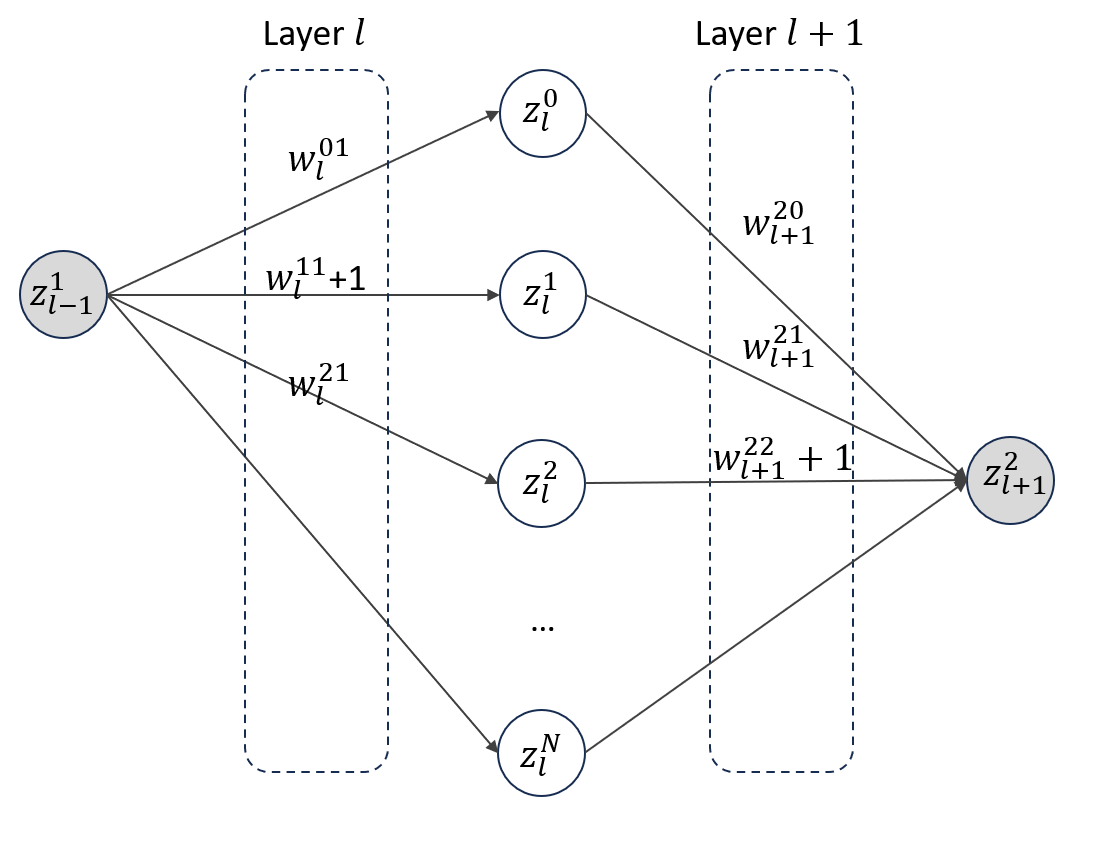 Layer l
Layer l + 1
z_l^0
w_l^{01}
w_{l+1}^{20}
z_{l-1}^1
w_l^{11}+1
z_l^1
w_{l+1}^{21}
w_l^{21}
w_{l+1}^{22} + 1
z_l^2
z_{l+1}^2
...
z_l^N